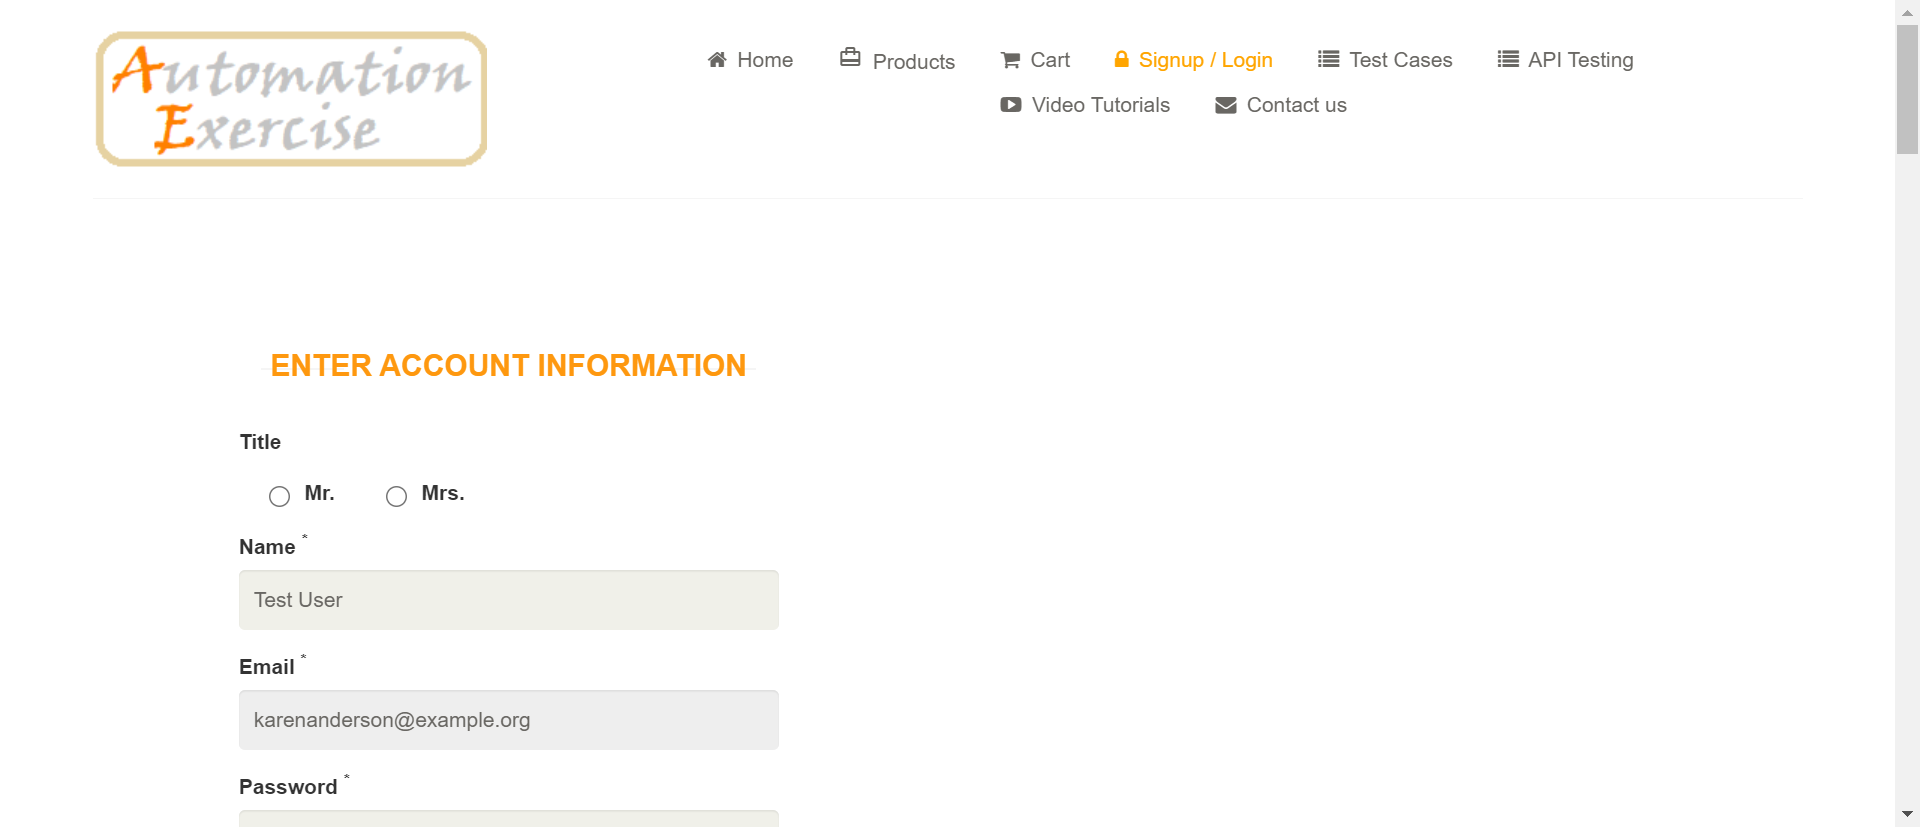 Automation
Exercise
Home Products Cart Signup / Login Test Cases API Testing
Video Tutorials Contact us
ENTER ACCOUNT INFORMATION
Title
Mr. Mrs.
Name *
Test User
Email *
karenanderson@example.org
Password *